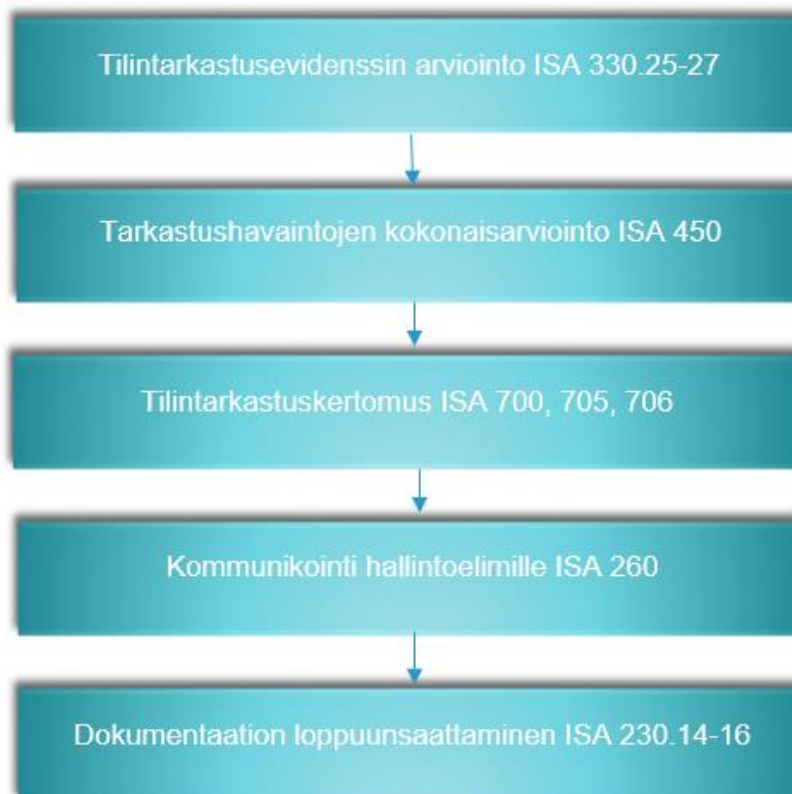 Tilintarkastusevidenssin arviointo ISA 330.25-27
Tarkastushavaintojen kokonaisarviointo ISA 450
Tilintarkastuskertomus ISA 700, 705, 706
Kommunikointi hallintoelimille ISA 260
Dokumentaation loppuunsaattaminen ISA 230.14-16